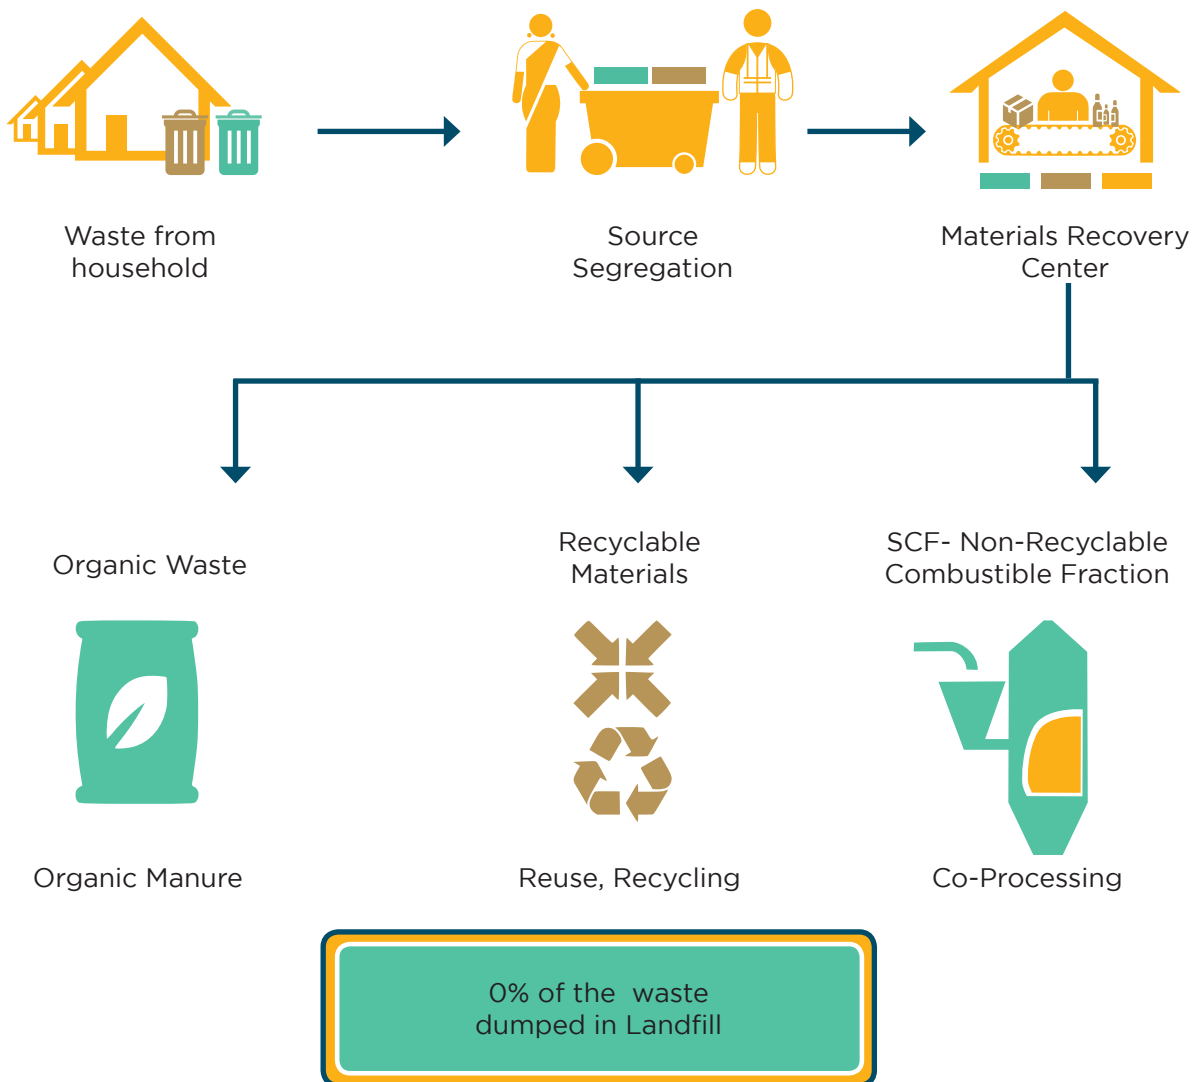 Waste from
household
Source
Segregation
Materials Recovery
Center
Organic Waste
Recyclable
Materials
SCF- Non-Recyclable
Combustible Fraction
Organic Manure
Reuse, Recycling
Co-Processing
0% of the  waste
dumped in Landfill